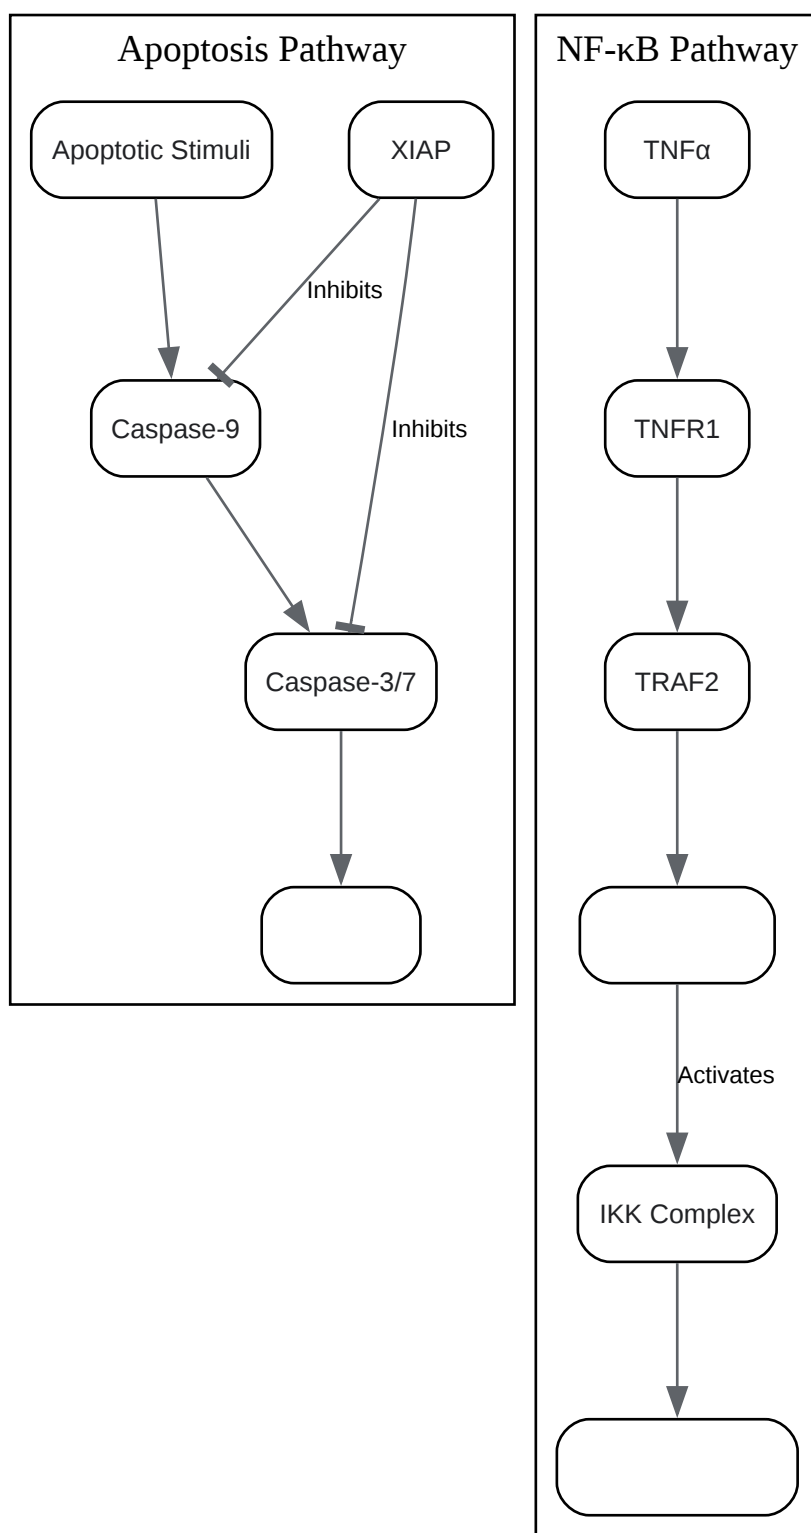 Apoptosis Pathway
Apoptotic Stimuli
XIAP
Inhibits
Caspase-9
Inhibits
Caspase-3/7
NF-κB Pathway
TNFα
TNFR1
TRAF2
Activates
IKK Complex